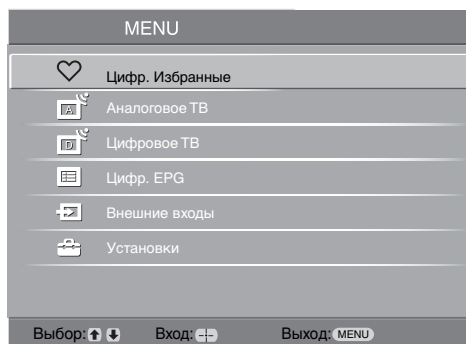 MENU
Цифр. Избранные
A Аналоговое ТВ
D Цифровое ТВ
Цифр. EPG
Внешние входы
Установки
Выбор: Вход: Выход: MENU